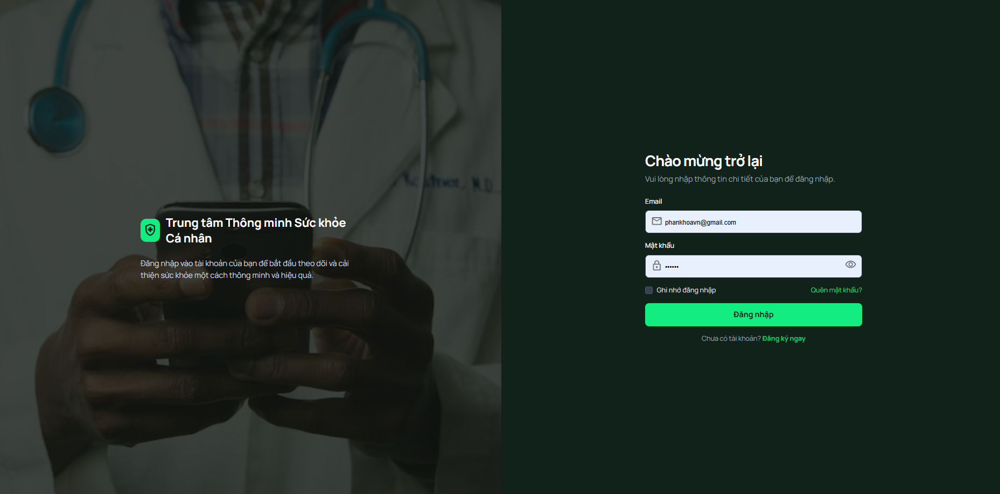 Trung tâm Thông minh Sức khỏe
Cá nhân
Đăng nhập vào tài khoản của bạn để bắt đầu theo dõi và cải
thiện sức khỏe một cách thông minh và hiệu quả.
M.D.
Chào mừng trở lại
Vui lòng nhập thông tin chi tiết của bạn để đăng nhập.
Email
phankhoavn@gmail.com
Mật khẩu
••••••
Ghi nhớ đăng nhập
Quên mật khẩu?
Đăng nhập
Chưa có tài khoản? Đăng ký ngay